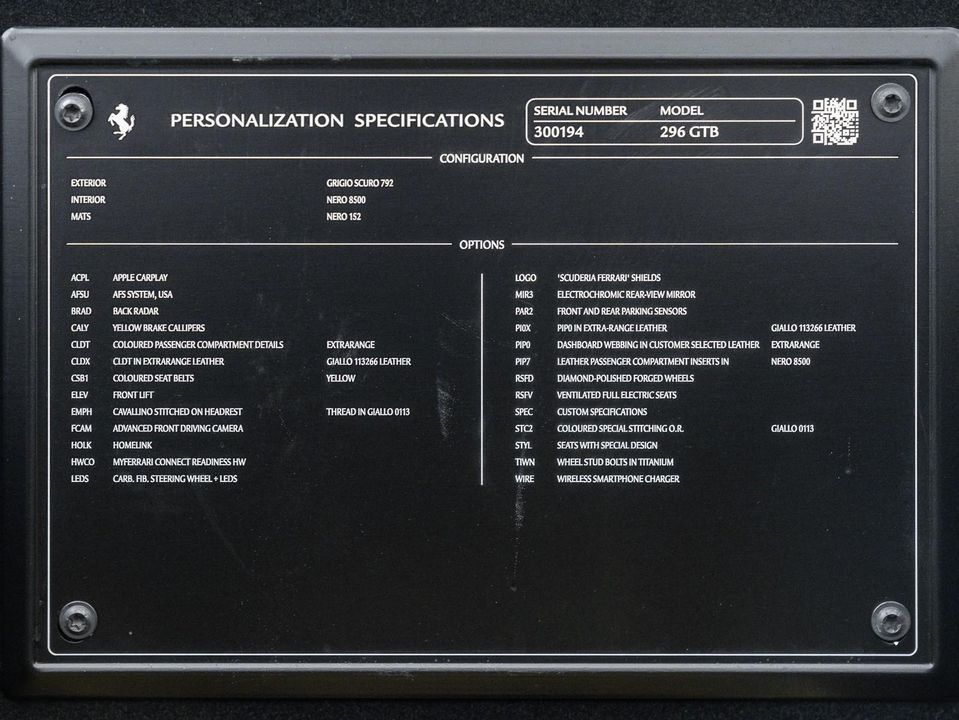 PERSONALIZATION SPECIFICATIONS
SERIAL NUMBER MODEL
300194 296 GTB
CONFIGURATION
EXTERIOR GRIGIO SCURO 792
INTERIOR NERO 8500
MATS NERO 152
OPTIONS
ACPL APPLE CARPLAY
AFSU AFS SYSTEM, USA
BRAD BACK RADAR
CALY YELLOW BRAKE CALLIPERS
CLDT COLOURED PASSENGER COMPARTMENT DETAILS EXTRARANGE
CLDX CLDT IN EXTRARANGE LEATHER GIALLO 113266 LEATHER
CSB1 COLOURED SEAT BELTS YELLOW
ELEV FRONT LIFT
EMPH CAVALLINO STITCHED ON HEADREST THREAD IN GIALLO 0113
FCAM ADVANCED FRONT DRIVING CAMERA
HOLK HOMELINK
HWCO MYFERRARI CONNECT READINESS HW
LEDS CARB. FIB. STEERING WHEEL + LEDS
LOGO 'SCUDERIA FERRARI' SHIELDS
MIR3 ELECTROCHROMIC REAR-VIEW MIRROR
PAR2 FRONT AND REAR PARKING SENSORS
PI0X PIP0 IN EXTRA-RANGE LEATHER GIALLO 113266 LEATHER
PIP0 DASHBOARD WEBBING IN CUSTOMER SELECTED LEATHER EXTRARANGE
PIP7 LEATHER PASSENGER COMPARTMENT INSERTS IN NERO 8500
RSFD DIAMOND-POLISHED FORGED WHEELS
RSFV VENTILATED FULL ELECTRIC SEATS
SPEC CUSTOM SPECIFICATIONS
STC2 COLOURED SPECIAL STITCHING O.R. GIALLO 0113
STYL SEATS WITH SPECIAL DESIGN
TIWN WHEEL STUD BOLTS IN TITANIUM
WIRE WIRELESS SMARTPHONE CHARGER